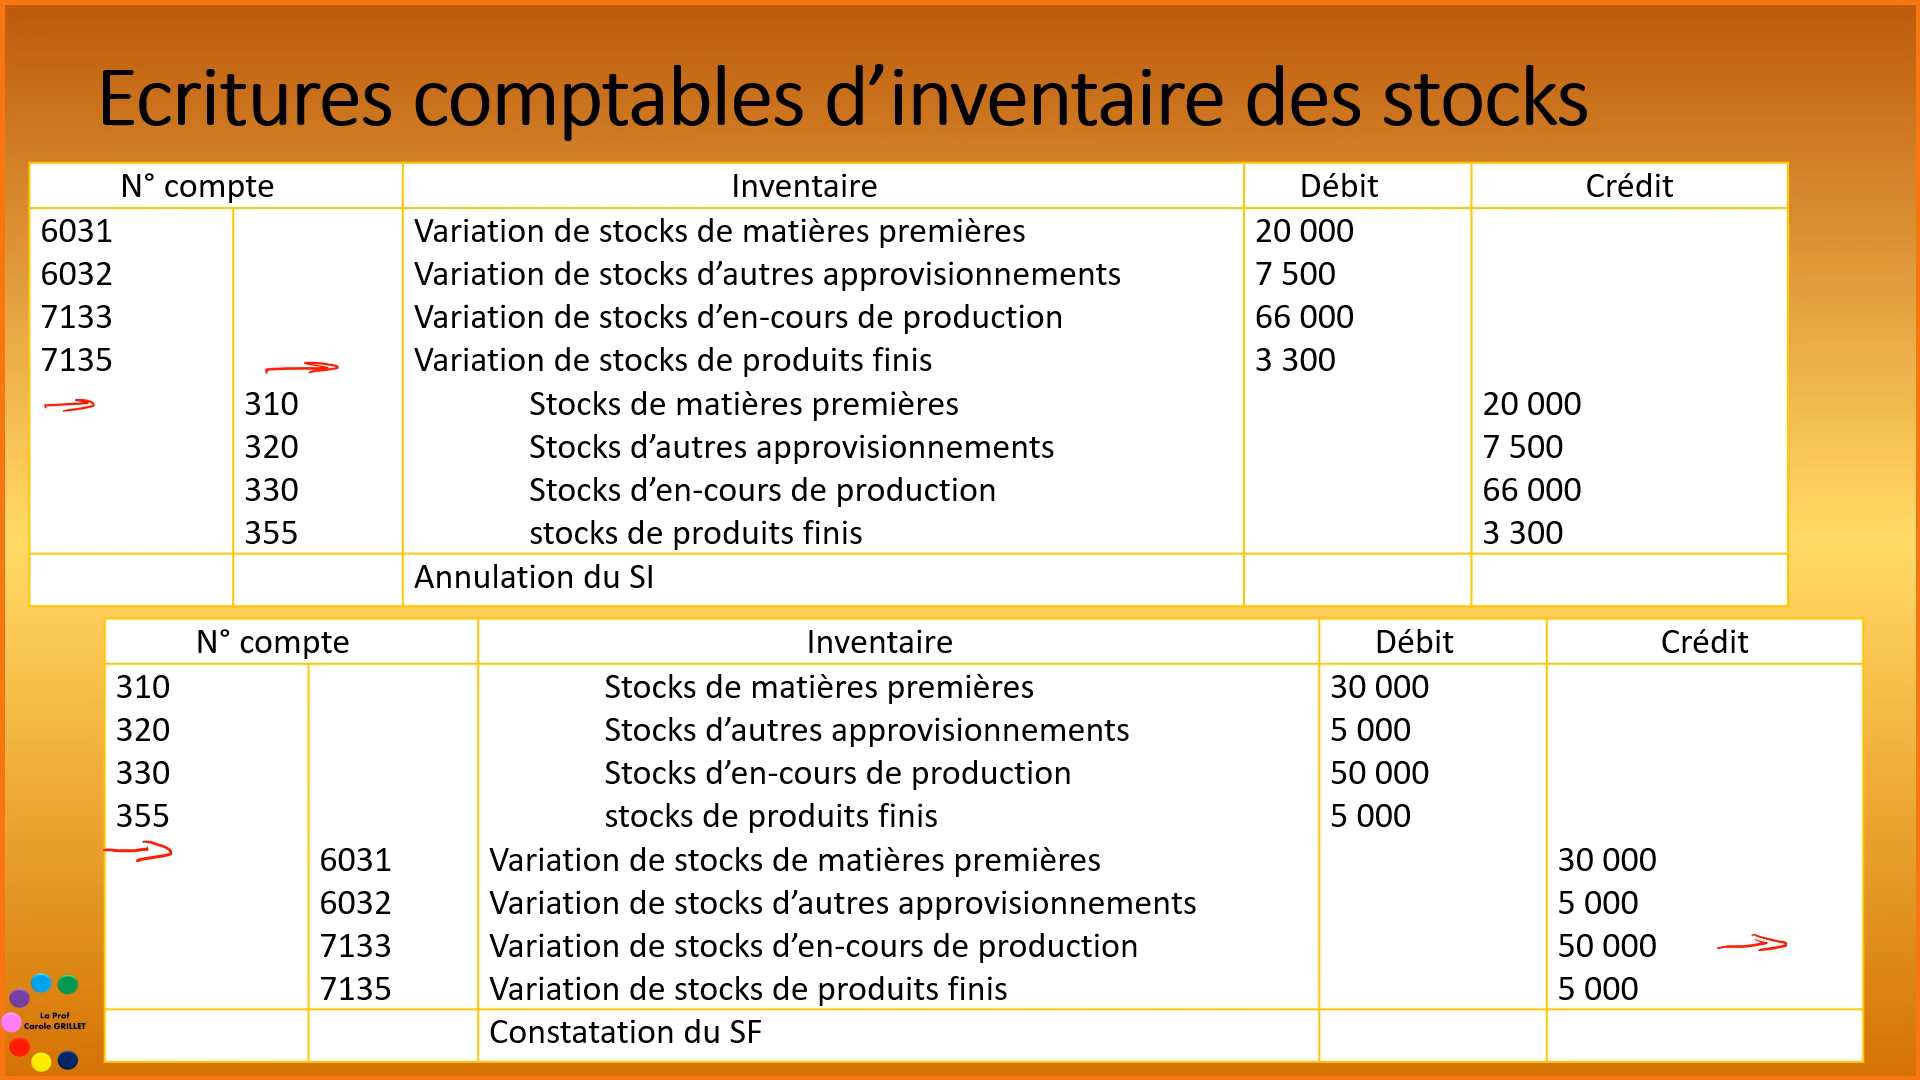 Ecritures comptables d’inventaire des stocks
N° compte Inventaire Débit Crédit
6031 Variation de stocks de matières premières 20 000
6032 Variation de stocks d’autres approvisionnements 7 500
7133 Variation de stocks d’en-cours de production 66 000
7135 Variation de stocks de produits finis 3 300
310 Stocks de matières premières 20 000
320 Stocks d’autres approvisionnements 7 500
330 Stocks d’en-cours de production 66 000
355 stocks de produits finis 3 300
Annulation du SI
N° compte Inventaire Débit Crédit
310 Stocks de matières premières 30 000
320 Stocks d’autres approvisionnements 5 000
330 Stocks d’en-cours de production 50 000
355 stocks de produits finis 5 000
6031 Variation de stocks de matières premières 30 000
6032 Variation de stocks d’autres approvisionnements 5 000
7133 Variation de stocks d’en-cours de production 50 000
7135 Variation de stocks de produits finis 5 000
Constatation du SF
La Prof
Carole GRILLET